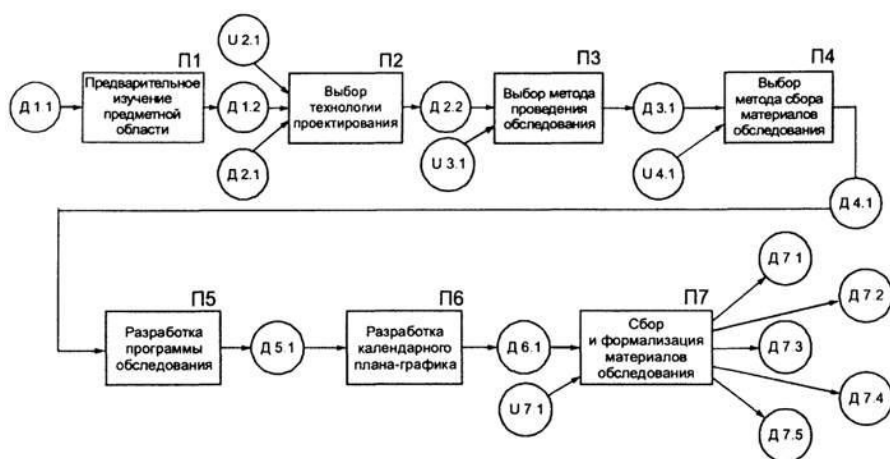 U 2.1
П1
П2
П3
П4
Д 1.1
Предварительное
изучение
предметной
области
Д 1.2
Выбор
технологии
проектирования
Д 2.2
Выбор метода
проведения
обследования
Д 3.1
Выбор
метода сбора
материалов
обследования
Д 2.1
U 3.1
U 4.1
Д 4.1
П5
П6
П7
Разработка
программы
обследования
Д 5.1
Разработка
календарного
плана-графика
Д 6.1
Сбор
и формализация
материалов
обследования
U 7.1
Д 7.1
Д 7.2
Д 7.3
Д 7.4
Д 7.5